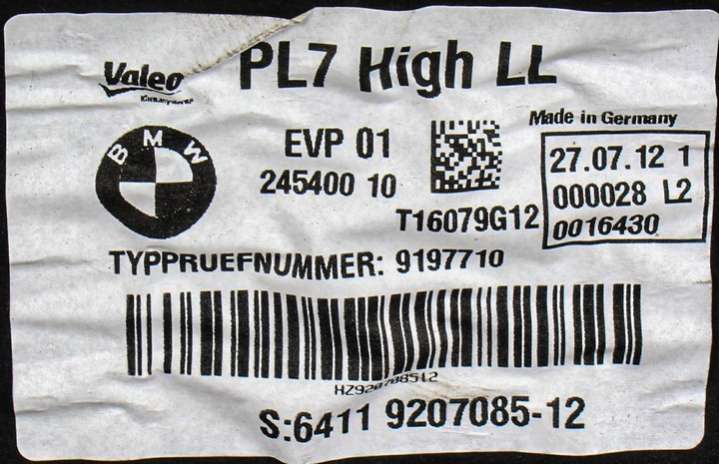 Valeo
PL7 High LL
Made in Germany
BMW
EVP 01
245400 10
T16079G12
27.07.12 1
000028 L2
0016430
TYPPRUEFNUMMER: 9197710
S:6411 9207085-12